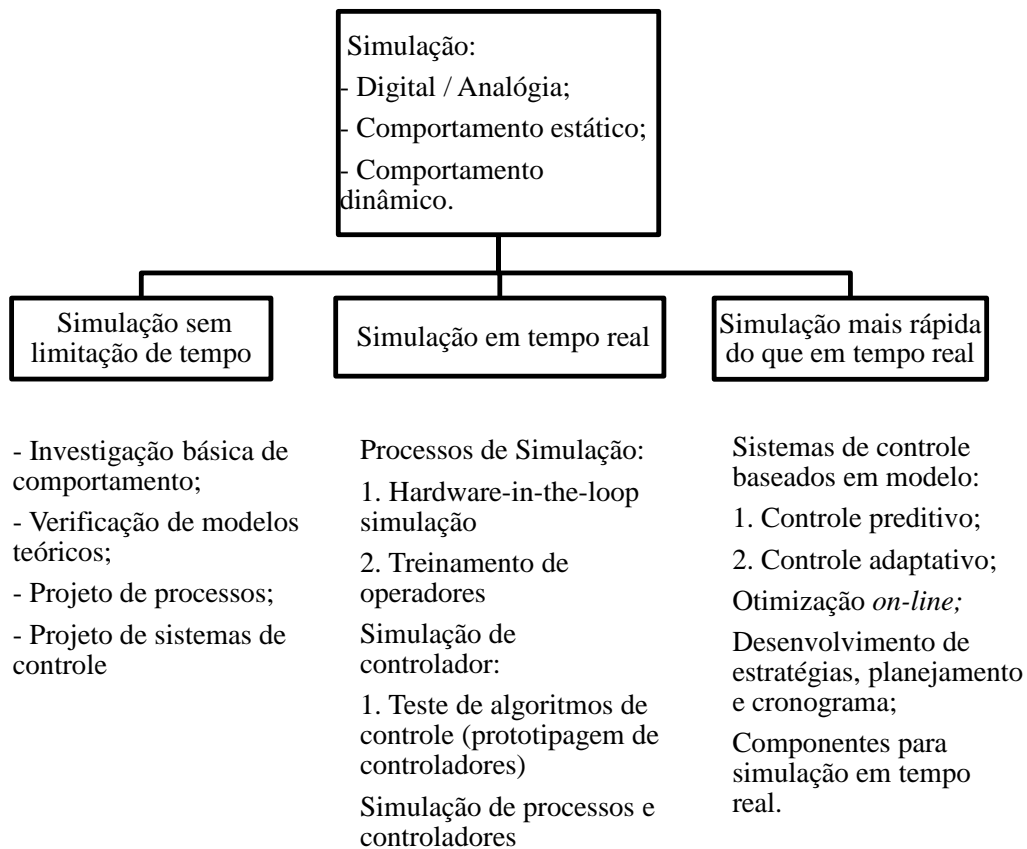 Simulação:
- Digital / Analógia;
- Comportamento estático;
- Comportamento
dinâmico.
Simulação sem
limitação de tempo
Simulação em tempo real
Simulação mais rápida
do que em tempo real
- Investigação básica de
comportamento;
- Verificação de modelos
teóricos;
- Projeto de processos;
- Projeto de sistemas de
controle
Processos de Simulação:
1. Hardware-in-the-loop
simulação
2. Treinamento de
operadores
Simulação de
controlador:
1. Teste de algoritmos de
controle (prototipagem de
controladores)
Simulação de processos e
controladores
Sistemas de controle
baseados em modelo:
1. Controle preditivo;
2. Controle adaptativo;
Otimização on-line;
Desenvolvimento de
estratégias, planejamento
e cronograma;
Componentes para
simulação em tempo
real.